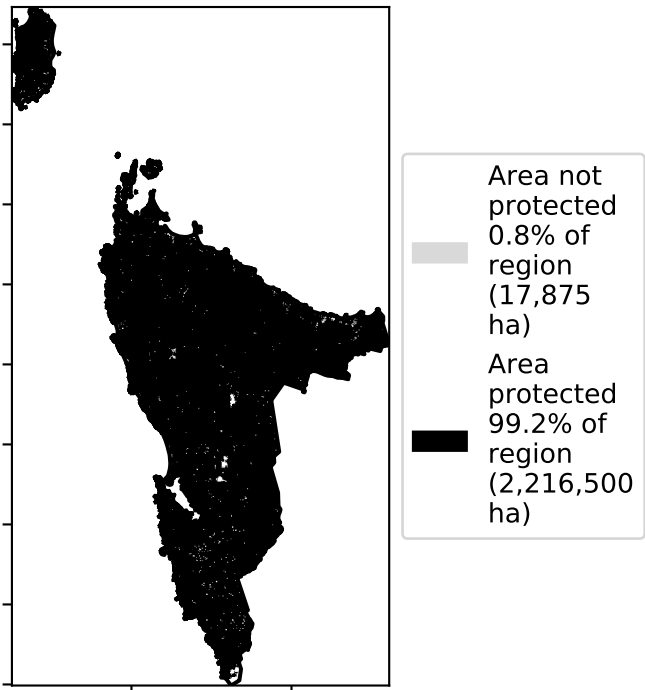 Area not
protected
0.8% of
region
(17,875
ha)
Area
protected
99.2% of
region
(2,216,500
ha)